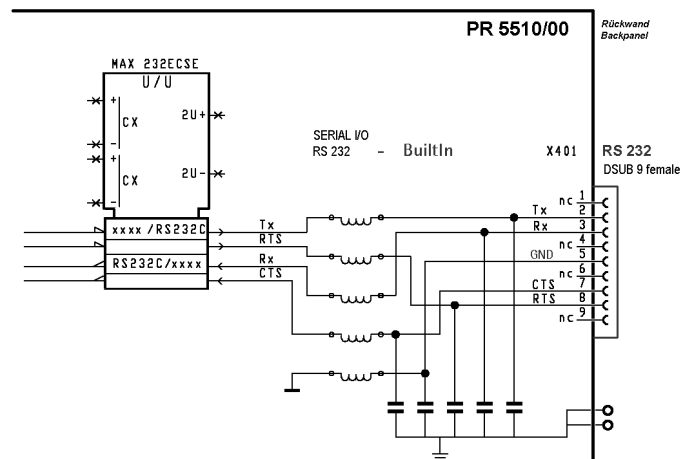 PR 5510/00
Rückwand
Backpanel
MAX 232ECSE
U/U
+
CX
-
+
CX
-
2U+
2U-
SERIAL I/O
RS 232 - BuiltIn
X401
RS 232
DSUB 9 female
xxxx /RS232C
RS232C/xxxx
Tx
RTS
Rx
CTS
nc 1
Tx 2
Rx 3
nc 4
GND 5
nc 6
CTS 7
RTS 8
nc 9